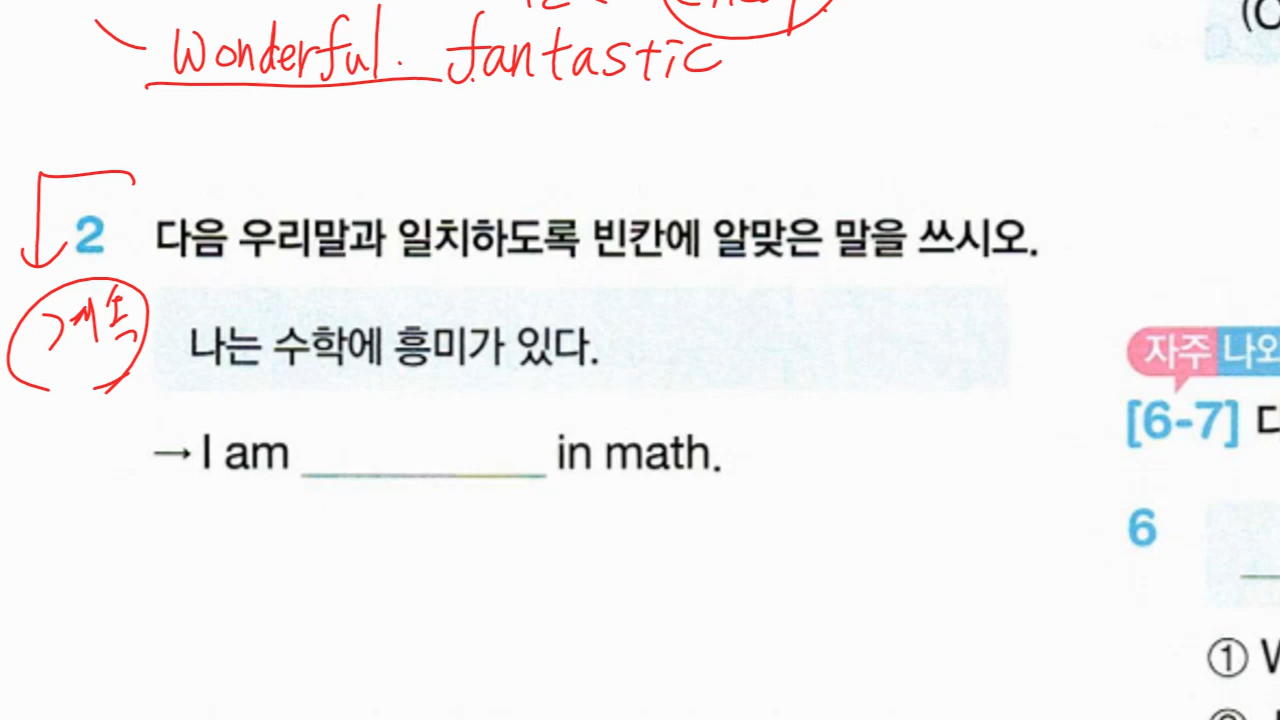 wonderful. fantastic
2 다음 우리말과 일치하도록 빈칸에 알맞은 말을 쓰시오.
계속
나는 수학에 흥미가 있다.
→ I am ________ in math.
자주 나오
[6-7]
6
①